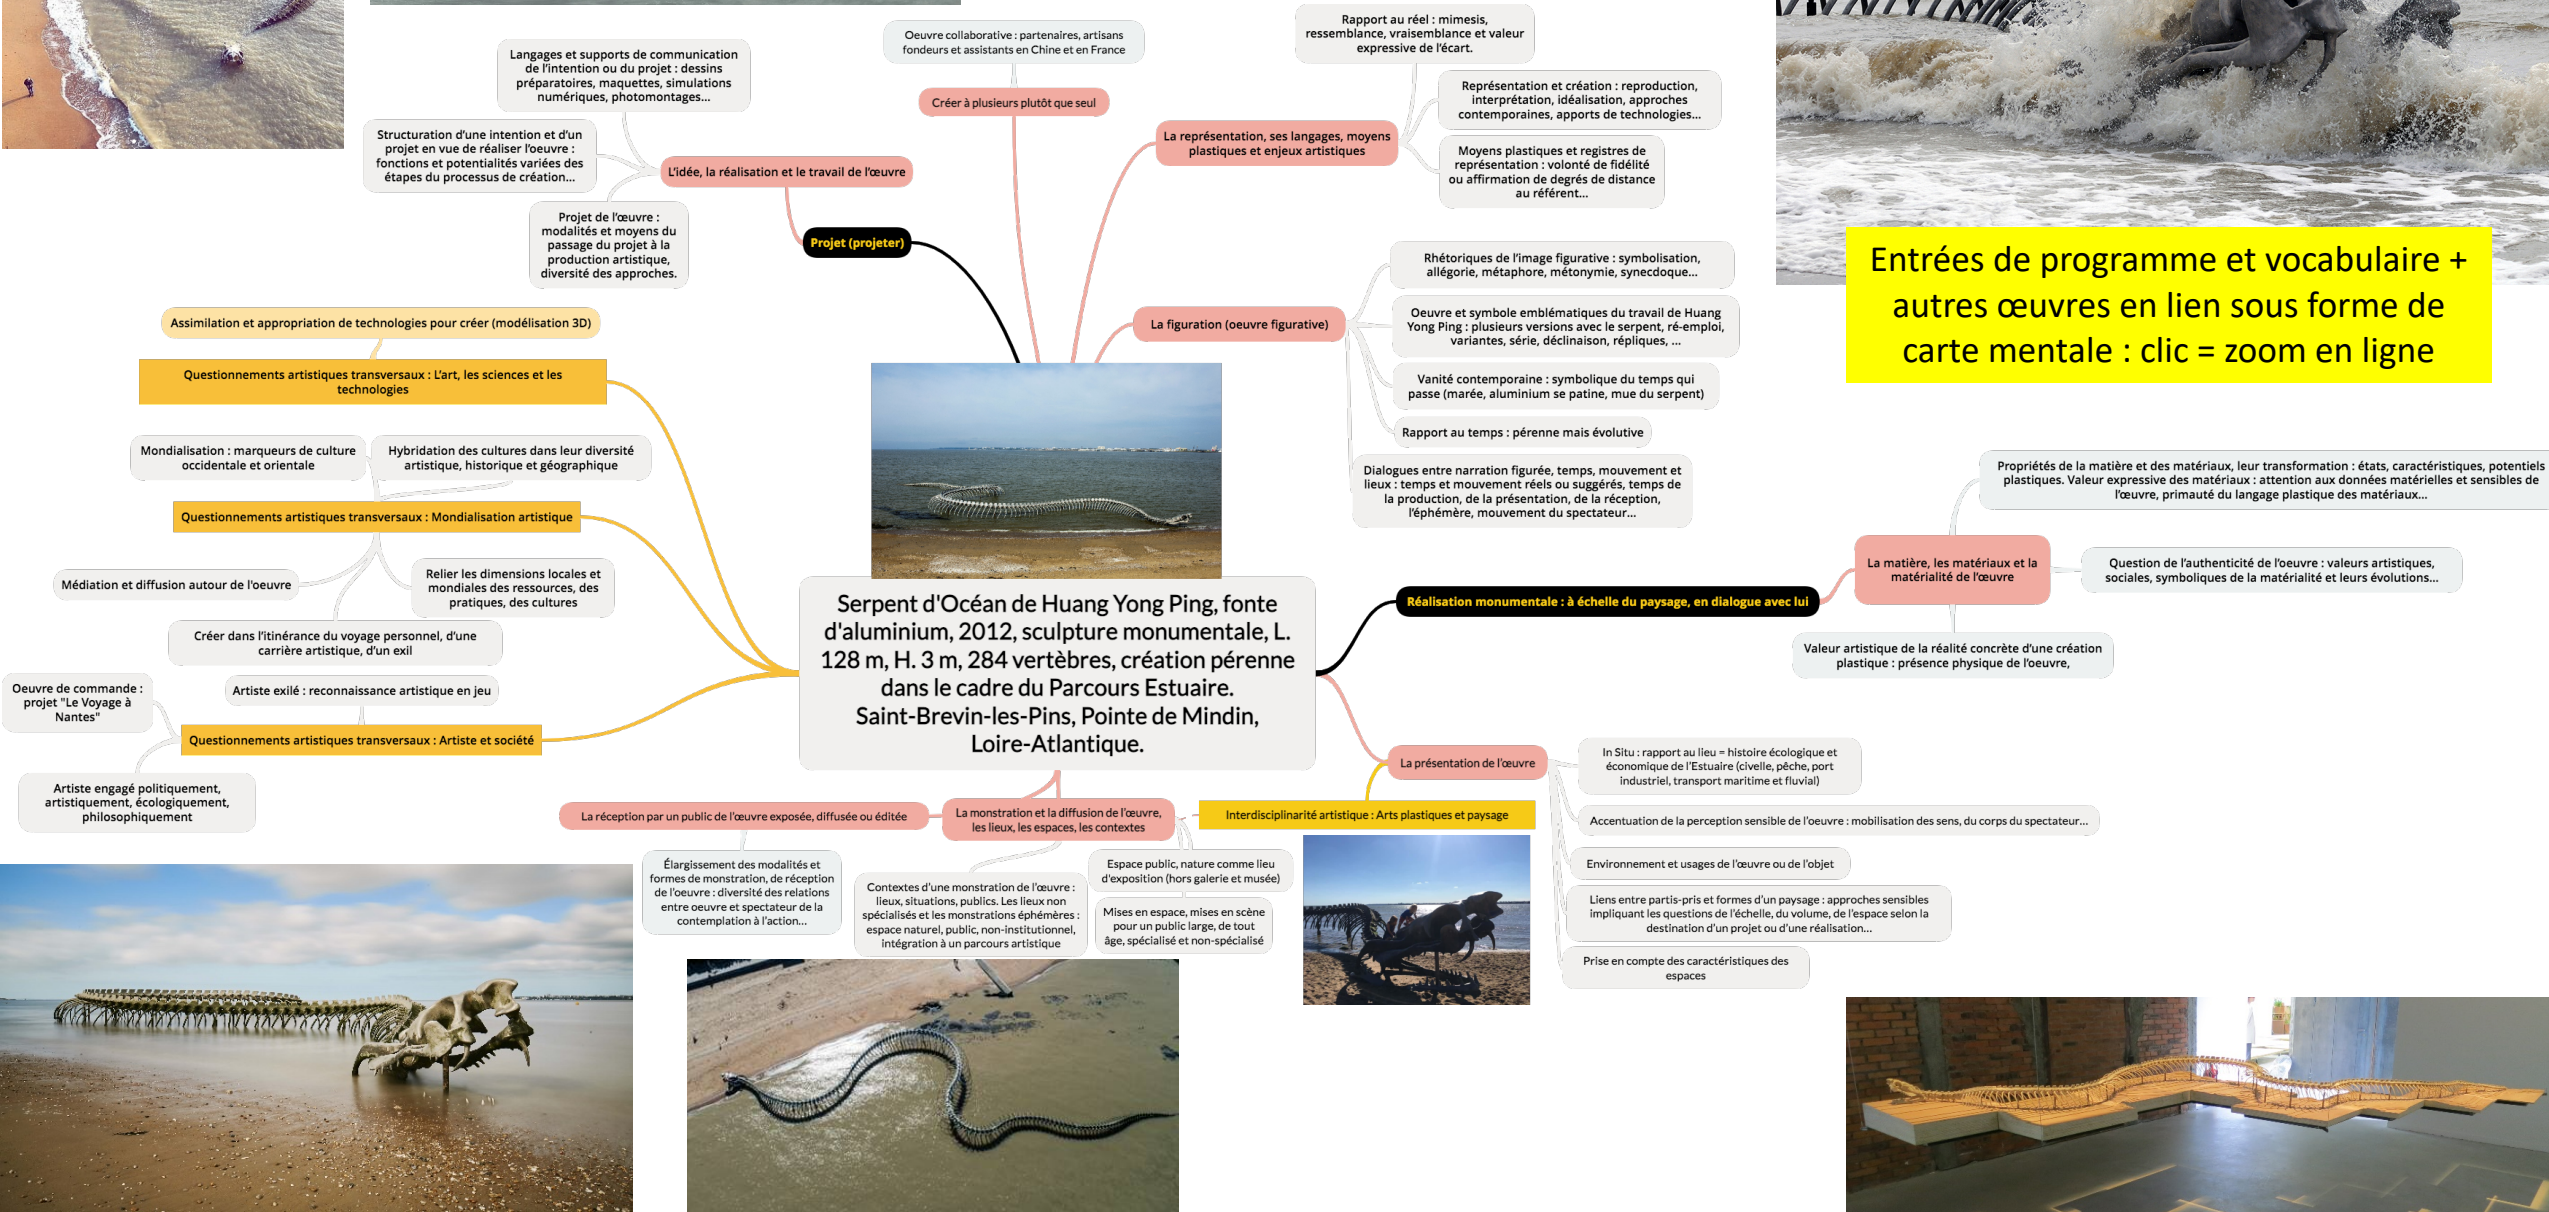 Langages et supports de communication
de l'intention ou du projet : dessins
préparatoires, maquettes, simulations
numériques, photomontages...
Structuration d'une intention et d'un
projet en vue de réaliser l'oeuvre :
fonctions et potentialités variées des
étapes du processus de création...
L'idée, la réalisation et le travail de l'œuvre
Projet de l'œuvre :
modalités et moyens du
passage du projet à la
production artistique,
diversité des approches.
Projet (projeter)
Oeuvre collaborative : partenaires, artisans
fondeurs et assistants en Chine et en France
Créer à plusieurs plutôt que seul
Rapport au réel : mimesis,
ressemblance, vraisemblance et valeur
expressive de l'écart.
Représentation et création : reproduction,
interprétation, idéalisation, approches
contemporaines, apports de technologies...
La représentation, ses langages, moyens
plastiques et enjeux artistiques
Moyens plastiques et registres de
représentation : volonté de fidélité
ou affirmation de degrés de distance
au référent...
Entrées de programme et vocabulaire +
autres œuvres en lien sous forme de
carte mentale : clic = zoom en ligne
Rhétoriques de l'image figurative : symbolisation,
allégorie, métaphore, métonymie, synecdoque...
La figuration (oeuvre figurative)
Oeuvre et symbole emblématiques du travail de Huang
Yong Ping : plusieurs versions avec le serpent, ré-emploi,
variantes, série, déclinaison, répliques, ...
Vanité contemporaine : symbolique du temps qui
passe (marée, aluminium se patine, mue du serpent)
Rapport au temps : pérenne mais évolutive
Dialogues entre narration figurée, temps, mouvement et
lieux : temps et mouvement réels ou suggérés, temps de
la production, de la présentation, de la réception,
l'éphémère, mouvement du spectateur...
Assimilation et appropriation de technologies pour créer (modélisation 3D)
Questionnements artistiques transversaux : L'art, les sciences et les
technologies
Mondialisation : marqueurs de culture
occidentale et orientale
Hybridation des cultures dans leur diversité
artistique, historique et géographique
Questionnements artistiques transversaux : Mondialisation artistique
Médiation et diffusion autour de l'oeuvre
Relier les dimensions locales et
mondiales des ressources, des
pratiques, des cultures
Créer dans l'itinérance du voyage personnel, d'une
carrière artistique, d'un exil
Oeuvre de commande :
projet "Le Voyage à
Nantes"
Artiste exilé : reconnaissance artistique en jeu
Questionnements artistiques transversaux : Artiste et société
Artiste engagé politiquement,
artistiquement, écologiquement,
philosophiquement
Serpent d'Océan de Huang Yong Ping, fonte
d'aluminium, 2012, sculpture monumentale, L.
128 m, H. 3 m, 284 vertèbres, création pérenne
dans le cadre du Parcours Estuaire.
Saint-Brevin-les-Pins, Pointe de Mindin,
Loire-Atlantique.
Réalisation monumentale : à échelle du paysage, en dialogue avec lui
Propriétés de la matière et des matériaux, leur transformation : états, caractéristiques, potentiels
plastiques. Valeur expressive des matériaux : attention aux données matérielles et sensibles de
l'œuvre, primauté du langage plastique des matériaux...
La matière, les matériaux et la
matérialité de l'œuvre
Question de l'authenticité de l'oeuvre : valeurs artistiques,
sociales, symboliques de la matérialité et leurs évolutions...
Valeur artistique de la réalité concrète d'une création
plastique : présence physique de l'oeuvre,
La présentation de l'œuvre
In Situ : rapport au lieu = histoire écologique et
économique de l'Estuaire (civelle, pêche, port
industriel, transport maritime et fluvial)
Interdisciplinarité artistique : Arts plastiques et paysage
Accentuation de la perception sensible de l'oeuvre : mobilisation des sens, du corps du spectateur...
Environnement et usages de l'œuvre ou de l'objet
Liens entre partis-pris et formes d'un paysage : approches sensibles
impliquant les questions de l'échelle, du volume, de l'espace selon la
destination d'un projet ou d'une réalisation...
Prise en compte des caractéristiques des
espaces
La réception par un public de l'œuvre exposée, diffusée ou éditée
La monstration et la diffusion de l'œuvre,
les lieux, les espaces, les contextes
Élargissement des modalités et
formes de monstration, de réception
de l'oeuvre : diversité des relations
entre oeuvre et spectateur de la
contemplation à l'action...
Contextes d'une monstration de l'œuvre :
lieux, situations, publics. Les lieux non
spécialisés et les monstrations éphémères :
espace naturel, public, non-institutionnel,
intégration à un parcours artistique
Espace public, nature comme lieu
d'exposition (hors galerie et musée)
Mises en espace, mises en scène
pour un public large, de tout
âge, spécialisé et non-spécialisé